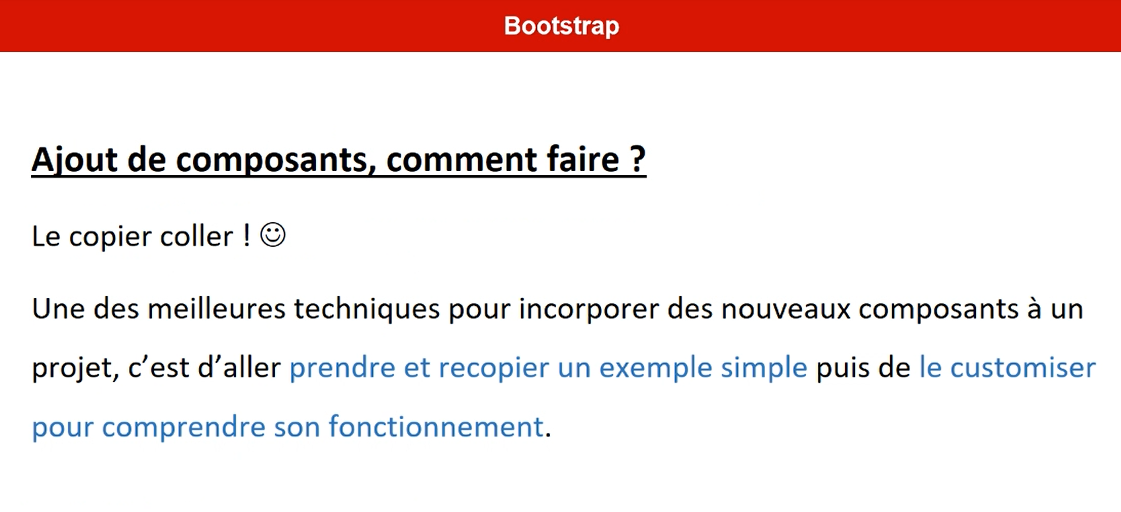 Bootstrap
Ajout de composants, comment faire ?
Le copier coller ! ☺
Une des meilleures techniques pour incorporer des nouveaux composants à un
projet, c’est d’aller prendre et recopier un exemple simple puis de le customiser
pour comprendre son fonctionnement.